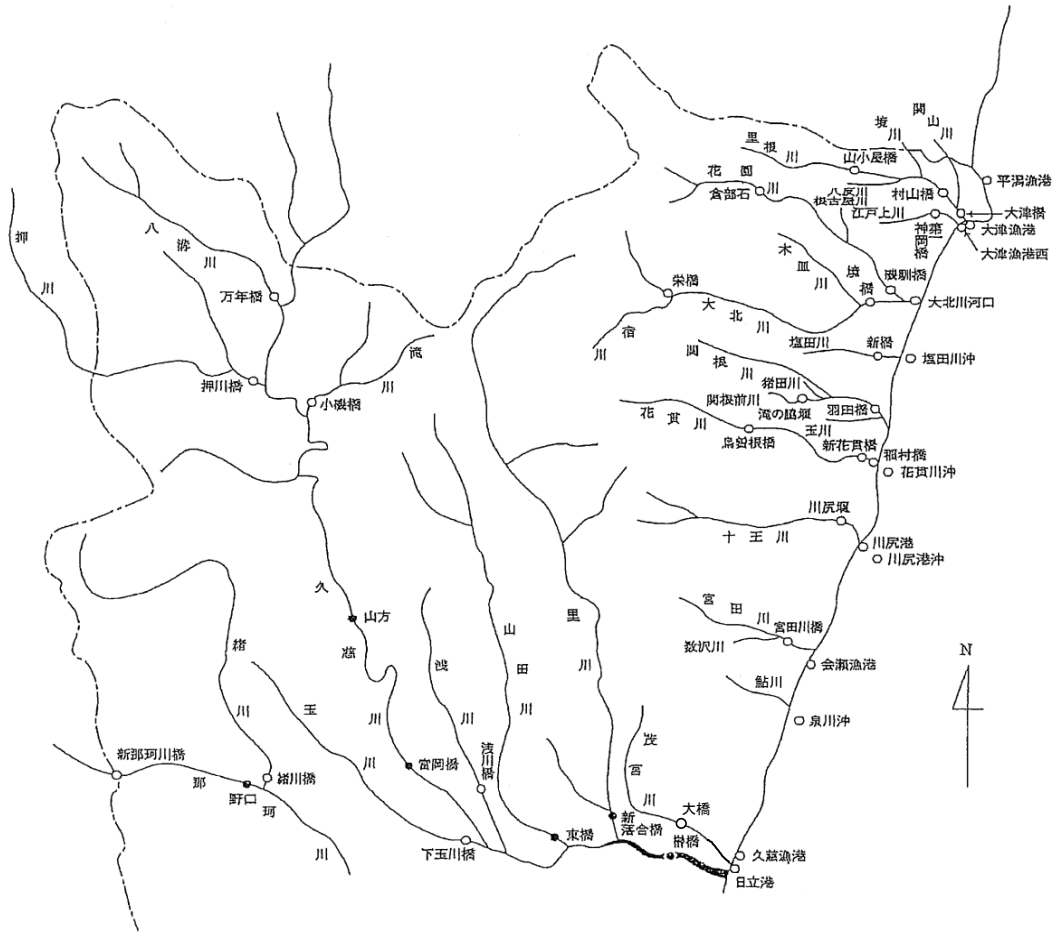 関山川
境川
里根川
山小屋橋
平潟漁港
花園川
倉部石
八反川
根古屋川
村山橋
江戸上川
神岡橋
大津橋
大津漁港
大津漁港西
木皿川
境橋
磯馴橋
大北川河口
栄橋
大北川
宿川
塩田川
新橋
塩田川沖
関根川
猪田川
関根前川
滝の脇堰
羽田橋
花貫川
玉川
烏曽根橋
新花貫橋
稲村橋
花貫川沖
川尻堰
十王川
川尻港
川尻港沖
宮田川
宮田川橋
数沢川
会瀬漁港
鮎川
泉川沖
N
押川
八溝川
万年橋
押川橋
小磯橋
滝川
久慈川
山方
緒川
玉川
浅川
山田川
里川
茂宮川
新那珂川橋
那珂川
野口
緒川橋
富岡橋
浅川橋
下玉川橋
東橋
新落合橋
大橋
榊橋
久慈漁港
日立港